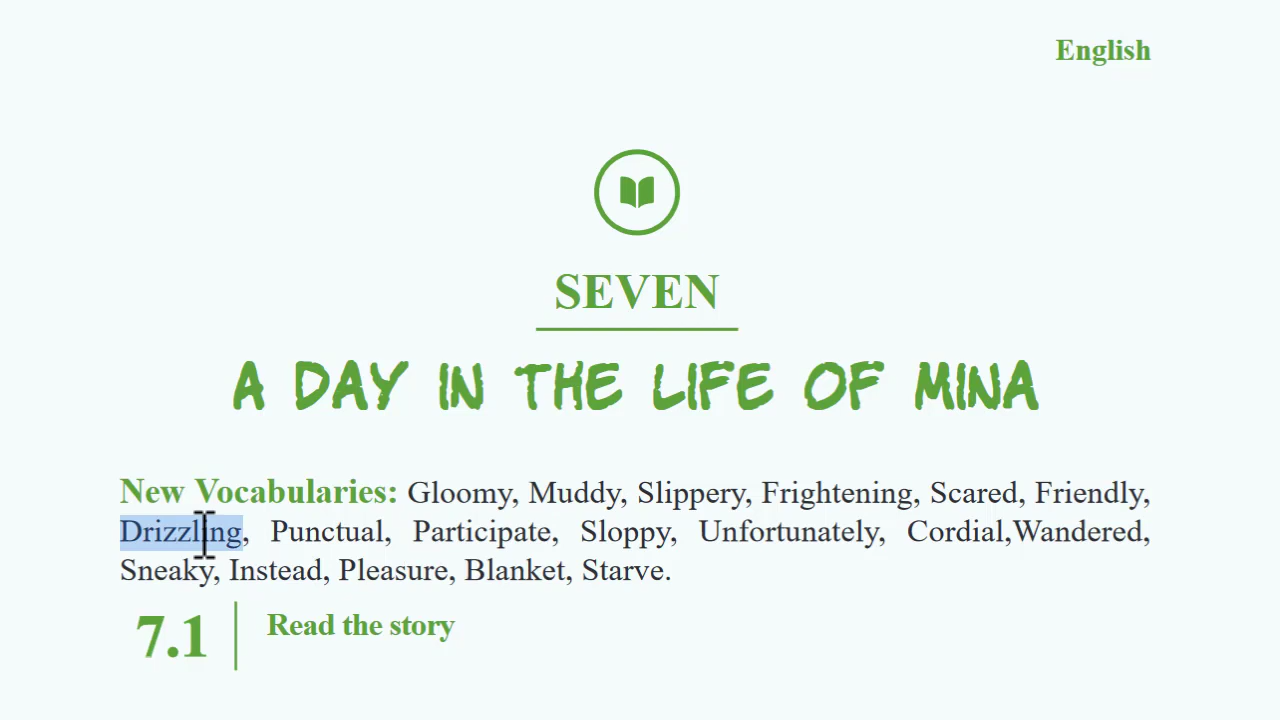 English
SEVEN
A DAY IN THE LIFE OF MINA
New Vocabularies: Gloomy, Muddy, Slippery, Frightening, Scared, Friendly,
Drizzling, Punctual, Participate, Sloppy, Unfortunately, Cordial,Wandered,
Sneaky, Instead, Pleasure, Blanket, Starve.
7.1 Read the story